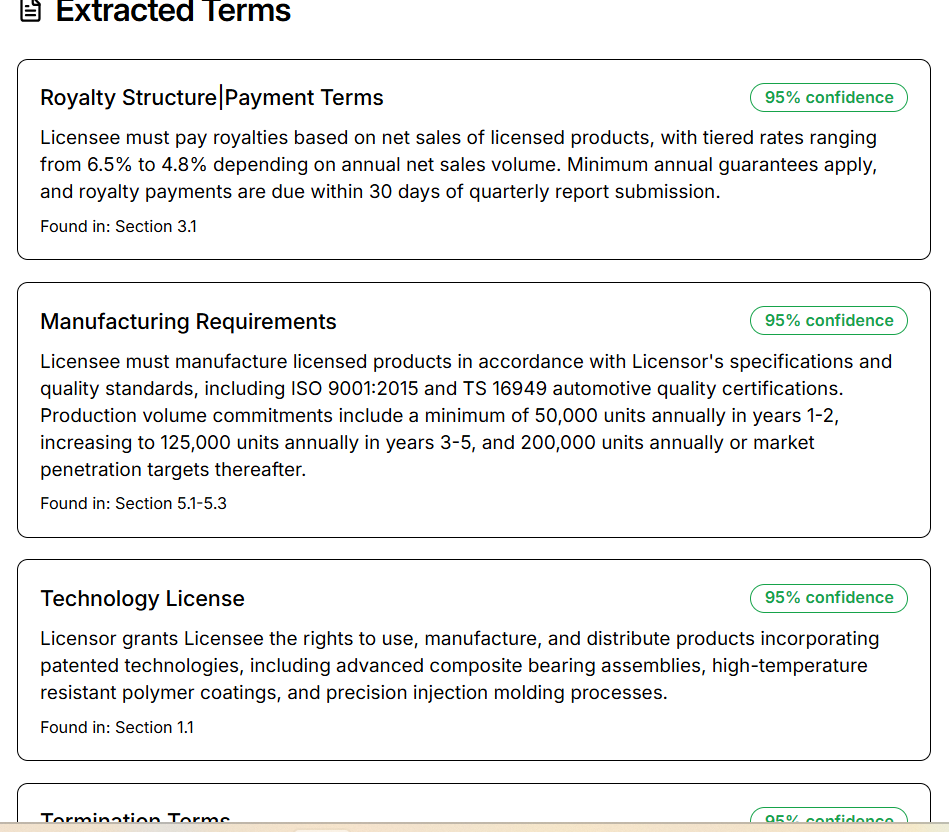 Extracted Terms
Royalty Structure|Payment Terms
95% confidence
Licensee must pay royalties based on net sales of licensed products, with tiered rates ranging
from 6.5% to 4.8% depending on annual net sales volume. Minimum annual guarantees apply,
and royalty payments are due within 30 days of quarterly report submission.
Found in: Section 3.1
Manufacturing Requirements
95% confidence
Licensee must manufacture licensed products in accordance with Licensor's specifications and
quality standards, including ISO 9001:2015 and TS 16949 automotive quality certifications.
Production volume commitments include a minimum of 50,000 units annually in years 1-2,
increasing to 125,000 units annually in years 3-5, and 200,000 units annually or market
penetration targets thereafter.
Found in: Section 5.1-5.3
Technology License
95% confidence
Licensor grants Licensee the rights to use, manufacture, and distribute products incorporating
patented technologies, including advanced composite bearing assemblies, high-temperature
resistant polymer coatings, and precision injection molding processes.
Found in: Section 1.1
Termination Terms
95% confidence